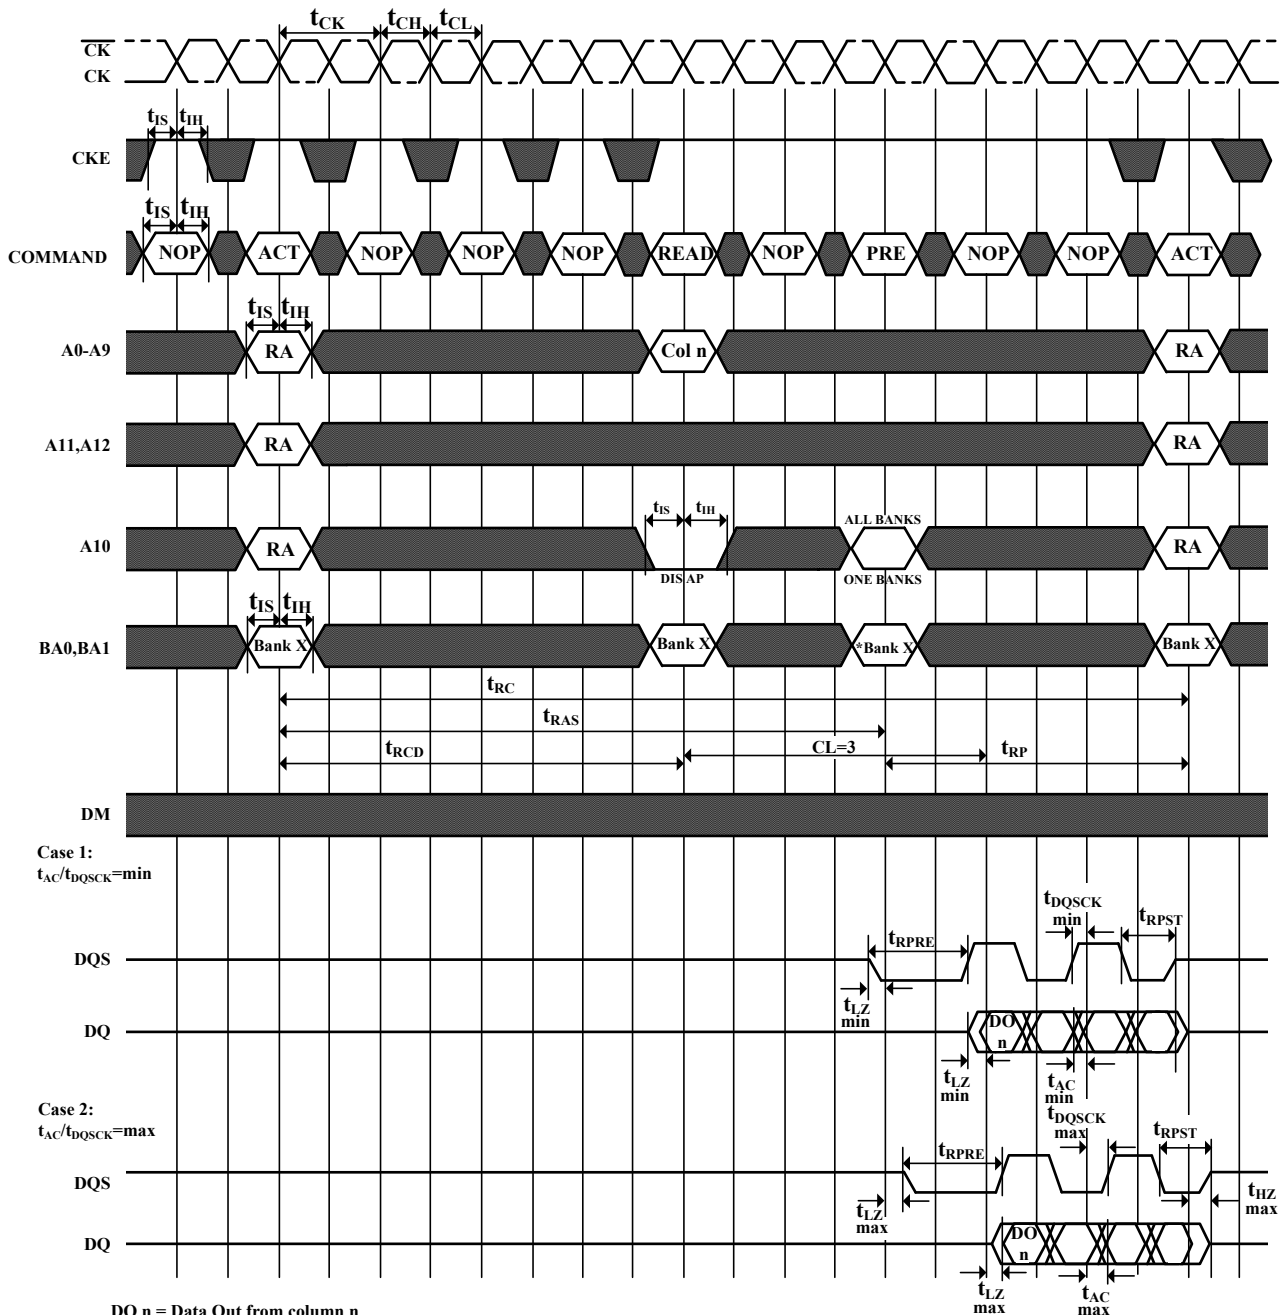 tCK tCH tCL
CK
CK
tIS tIH
CKE
tIS tIH
COMMAND NOP ACT NOP NOP NOP READ NOP PRE NOP NOP ACT
tIS tIH
A0-A9 RA Col n RA
A11,A12 RA RA
tIS tIH ALL BANKS
A10 RA RA
DIS AP ONE BANKS
tIS tIH
BA0,BA1 Bank X Bank X *Bank X Bank X
tRC
tRAS
tRCD CL=3 tRP
DM
Case 1:
tAC/tDQSCK=min
tDQSCK
min
tRPRE tRPST
DQS
tLZ
min
DQ DO
n
tLZ
min
tAC
min
Case 2:
tAC/tDQSCK=max
tDQSCK
max
tRPRE tRPST
DQS
tLZ
max
tHZ
max
DQ DO
n
tLZ
max
tAC
max
DO n = Data Out from column n